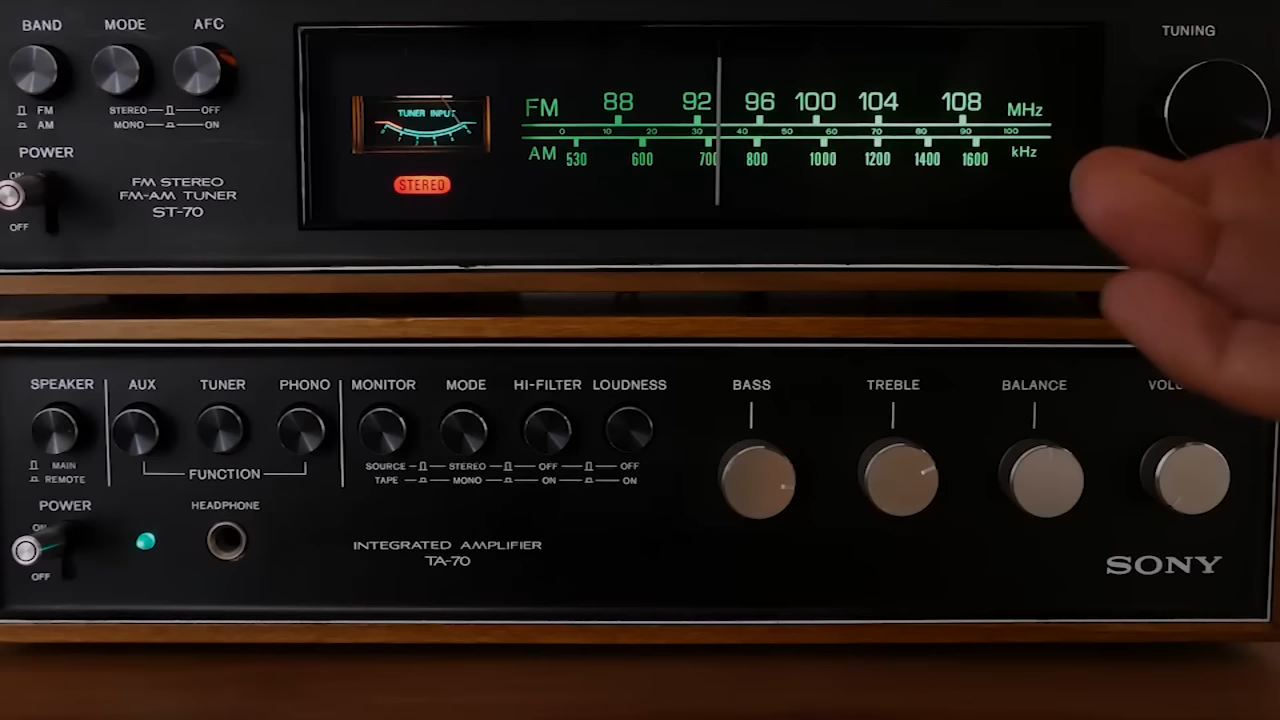 BAND MODE AFC TUNING
FM STEREO OFF
AM MONO ON
POWER
ON
OFF
FM STEREO
FM-AM TUNER
ST-70
TUNER INPUT
STEREO
FM 88 92 96 100 104 108 MHz
0 10 20 30 40 50 60 70 80 90 100
AM 530 600 700 800 1000 1200 1400 1600 kHz
SPEAKER AUX TUNER PHONO MONITOR MODE HI-FILTER LOUDNESS BASS TREBLE BALANCE
MAIN
REMOTE
FUNCTION
SOURCE STEREO OFF OFF
TAPE MONO ON ON
POWER
ON
OFF
HEADPHONE
INTEGRATED AMPLIFIER
TA-70
SONY